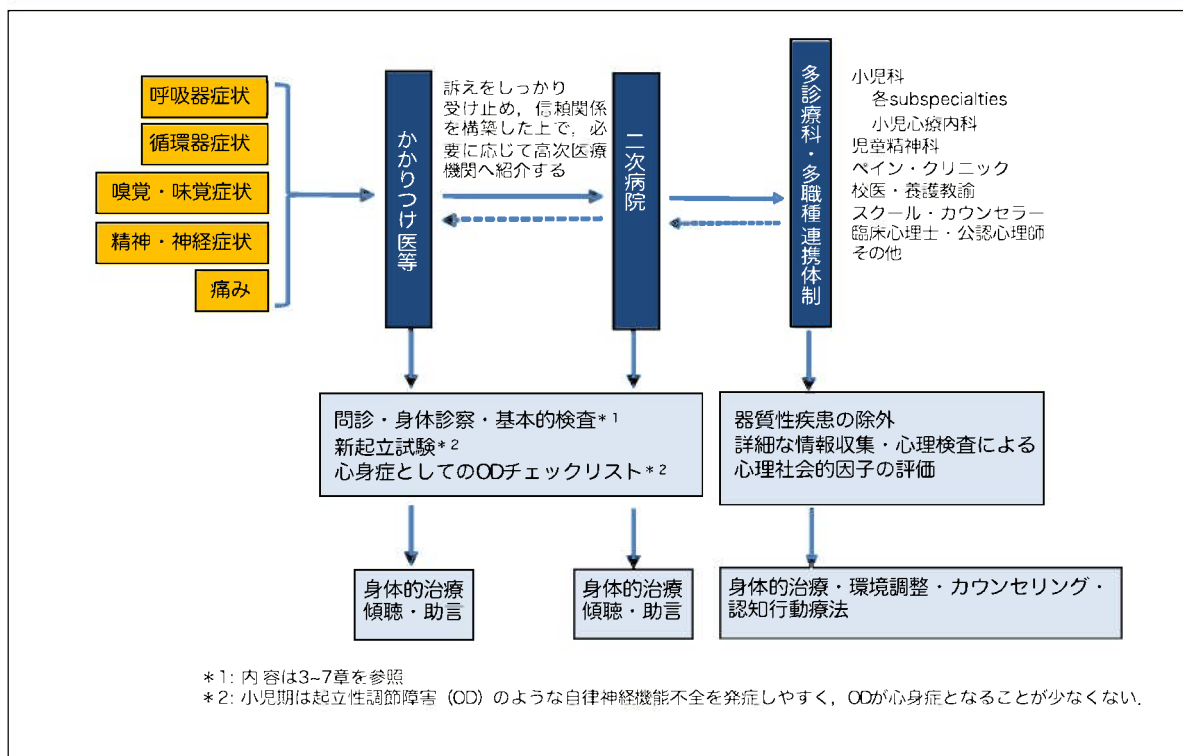 呼吸器症状
循環器症状
嗅覚・味覚症状
精神・神経症状
痛み
かかりつけ医等
訴えをしっかり
受け止め，信頼関係
を構築した上で，必
要に応じて高次医療
機関へ紹介する
二次病院
多診療科・多職種連携体制
小児科
各subspecialties
小児心療内科
児童精神科
ペイン・クリニック
校医・養護教諭
スクール・カウンセラー
臨床心理士・公認心理師
その他
問診・身体診察・基本的検査*1
新起立試験*2
心身症としてのODチェックリスト*2
器質性疾患の除外
詳細な情報収集・心理検査による
心理社会的因子の評価
身体的治療
傾聴・助言
身体的治療
傾聴・助言
身体的治療・環境調整・カウンセリング・
認知行動療法
*1: 内容は3~7章を参照
*2: 小児期は起立性調節障害（OD）のような自律神経機能不全を発症しやすく，ODが心身症となることが少なくない．